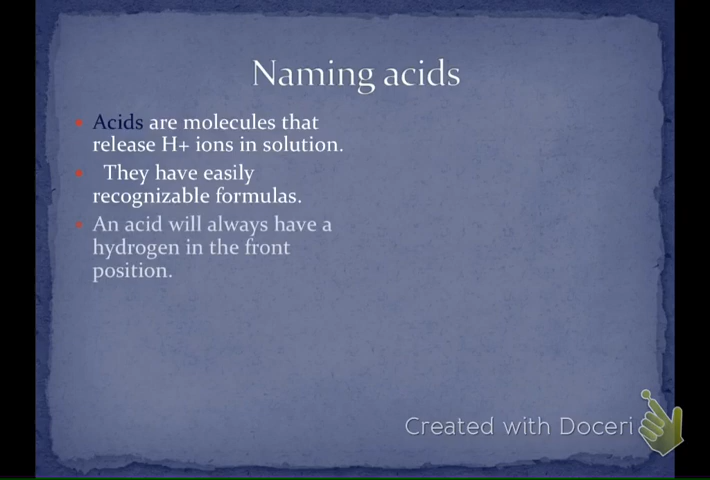 Naming acids
Acids are molecules that
release H+ ions in solution.
They have easily
recognizable formulas.
An acid will always have a
hydrogen in the front
position.
Created with Doceri